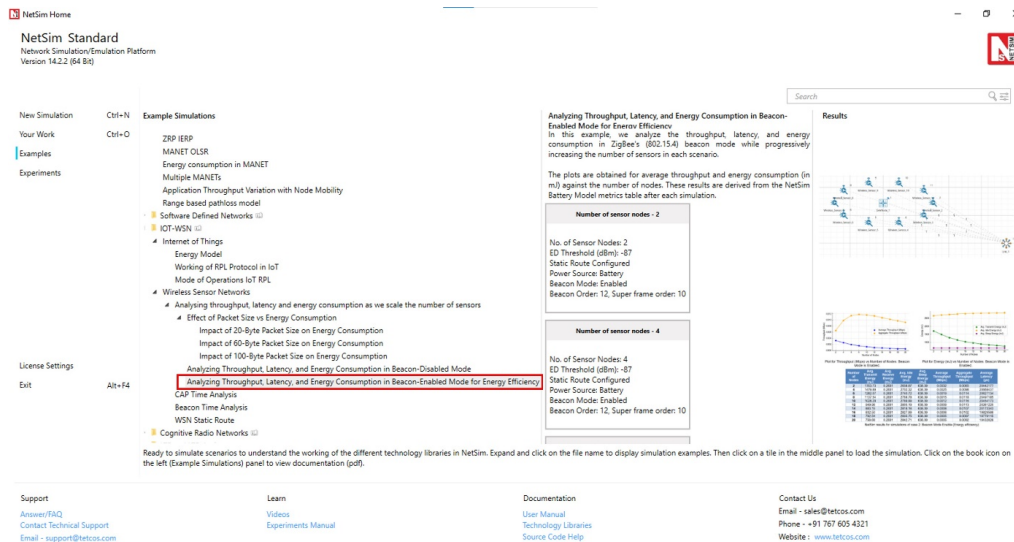 NetSim Home
NetSim Standard
Network Simulation/Emulation Platform
Version 14.2.2 (64 Bit)
NETSIM
Search
New Simulation Ctrl+N
Your Work Ctrl+O
Examples
Experiments
License Settings
Exit Alt+F4
Example Simulations
ZRP IERP
MANET OLSR
Energy consumption in MANET
Multiple MANETs
Application Throughput Variation with Node Mobility
Range based pathloss model
Software Defined Networks
IOT-WSN
Internet of Things
Energy Model
Working of RPL Protocol in IoT
Mode of Operations IoT RPL
Wireless Sensor Networks
Analysing throughput, latency and energy consumption as we scale the number of sensors
Effect of Packet Size vs Energy Consumption
Impact of 20-Byte Packet Size on Energy Consumption
Impact of 60-Byte Packet Size on Energy Consumption
Impact of 100-Byte Packet Size on Energy Consumption
Analyzing Throughput, Latency, and Energy Consumption in Beacon-Disabled Mode
Analyzing Throughput, Latency, and Energy Consumption in Beacon-Enabled Mode for Energy Efficiency
CAP Time Analysis
Beacon Time Analysis
WSN Static Route
Cognitive Radio Networks
Analyzing Throughput, Latency, and Energy Consumption in Beacon-
Enabled Mode for Energy Efficiency
In this example, we analyze the throughput, latency, and energy
consumption in ZigBee's (802.15.4) beacon mode while progressively
increasing the number of sensors in each scenario.
The plots are obtained for average throughput and energy consumption (in
mJ) against the number of nodes. These results are derived from the NetSim
Battery Model metrics table after each simulation.
Number of sensor nodes - 2
No. of Sensor Nodes: 2
ED Threshold (dBm): -87
Static Route Configured
Power Source: Battery
Beacon Mode: Enabled
Beacon Order: 12, Super frame order: 10
Number of sensor nodes - 4
No. of Sensor Nodes: 4
ED Threshold (dBm): -87
Static Route Configured
Power Source: Battery
Beacon Mode: Enabled
Beacon Order: 12, Super frame order: 10
Results
Ready to simulate scenarios to understand the working of the different technology libraries in NetSim. Expand and click on the file name to display simulation examples. Then click on a tile in the middle panel to load the simulation. Click on the book icon on
the left (Example Simulations) panel to view documentation (pdf).
Support
Answer/FAQ
Contact Technical Support
Email - support@tetcos.com
Learn
Videos
Experiments Manual
Documentation
User Manual
Technology Libraries
Source Code Help
Contact Us
Email - sales@tetcos.com
Phone - +91 767 605 4321
Website : www.tetcos.com